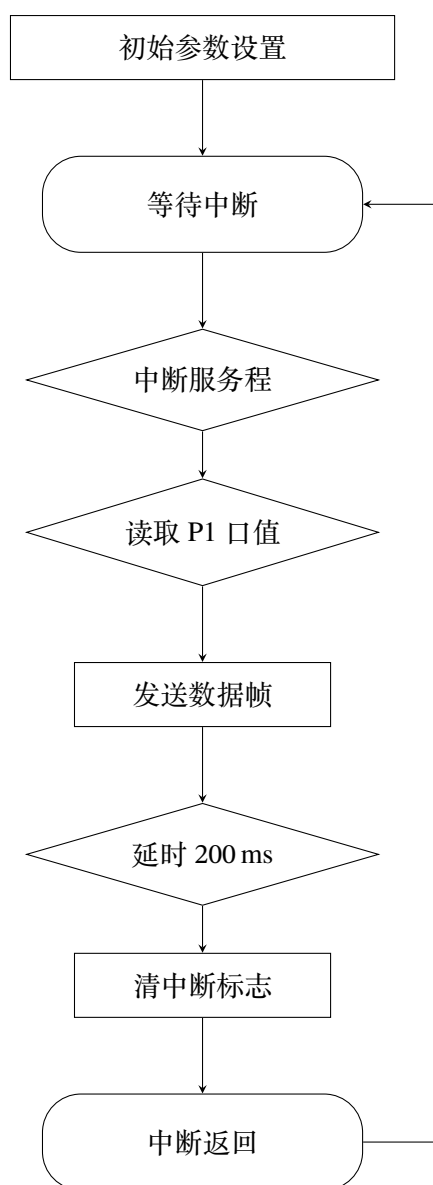 初始参数设置
等待中断
中断服务程
读取 P1 口值
发送数据帧
延时 200 ms
清中断标志
中断返回